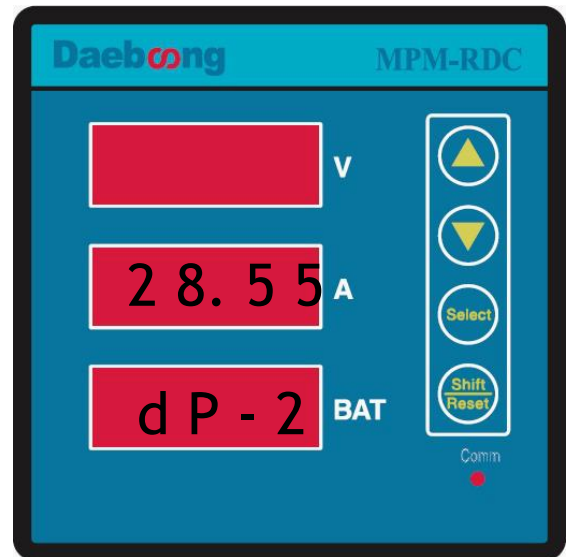 Daeboong MPM-RDC
V
28.55 A
dP-2 BAT
Select
Shift
Reset
Comm